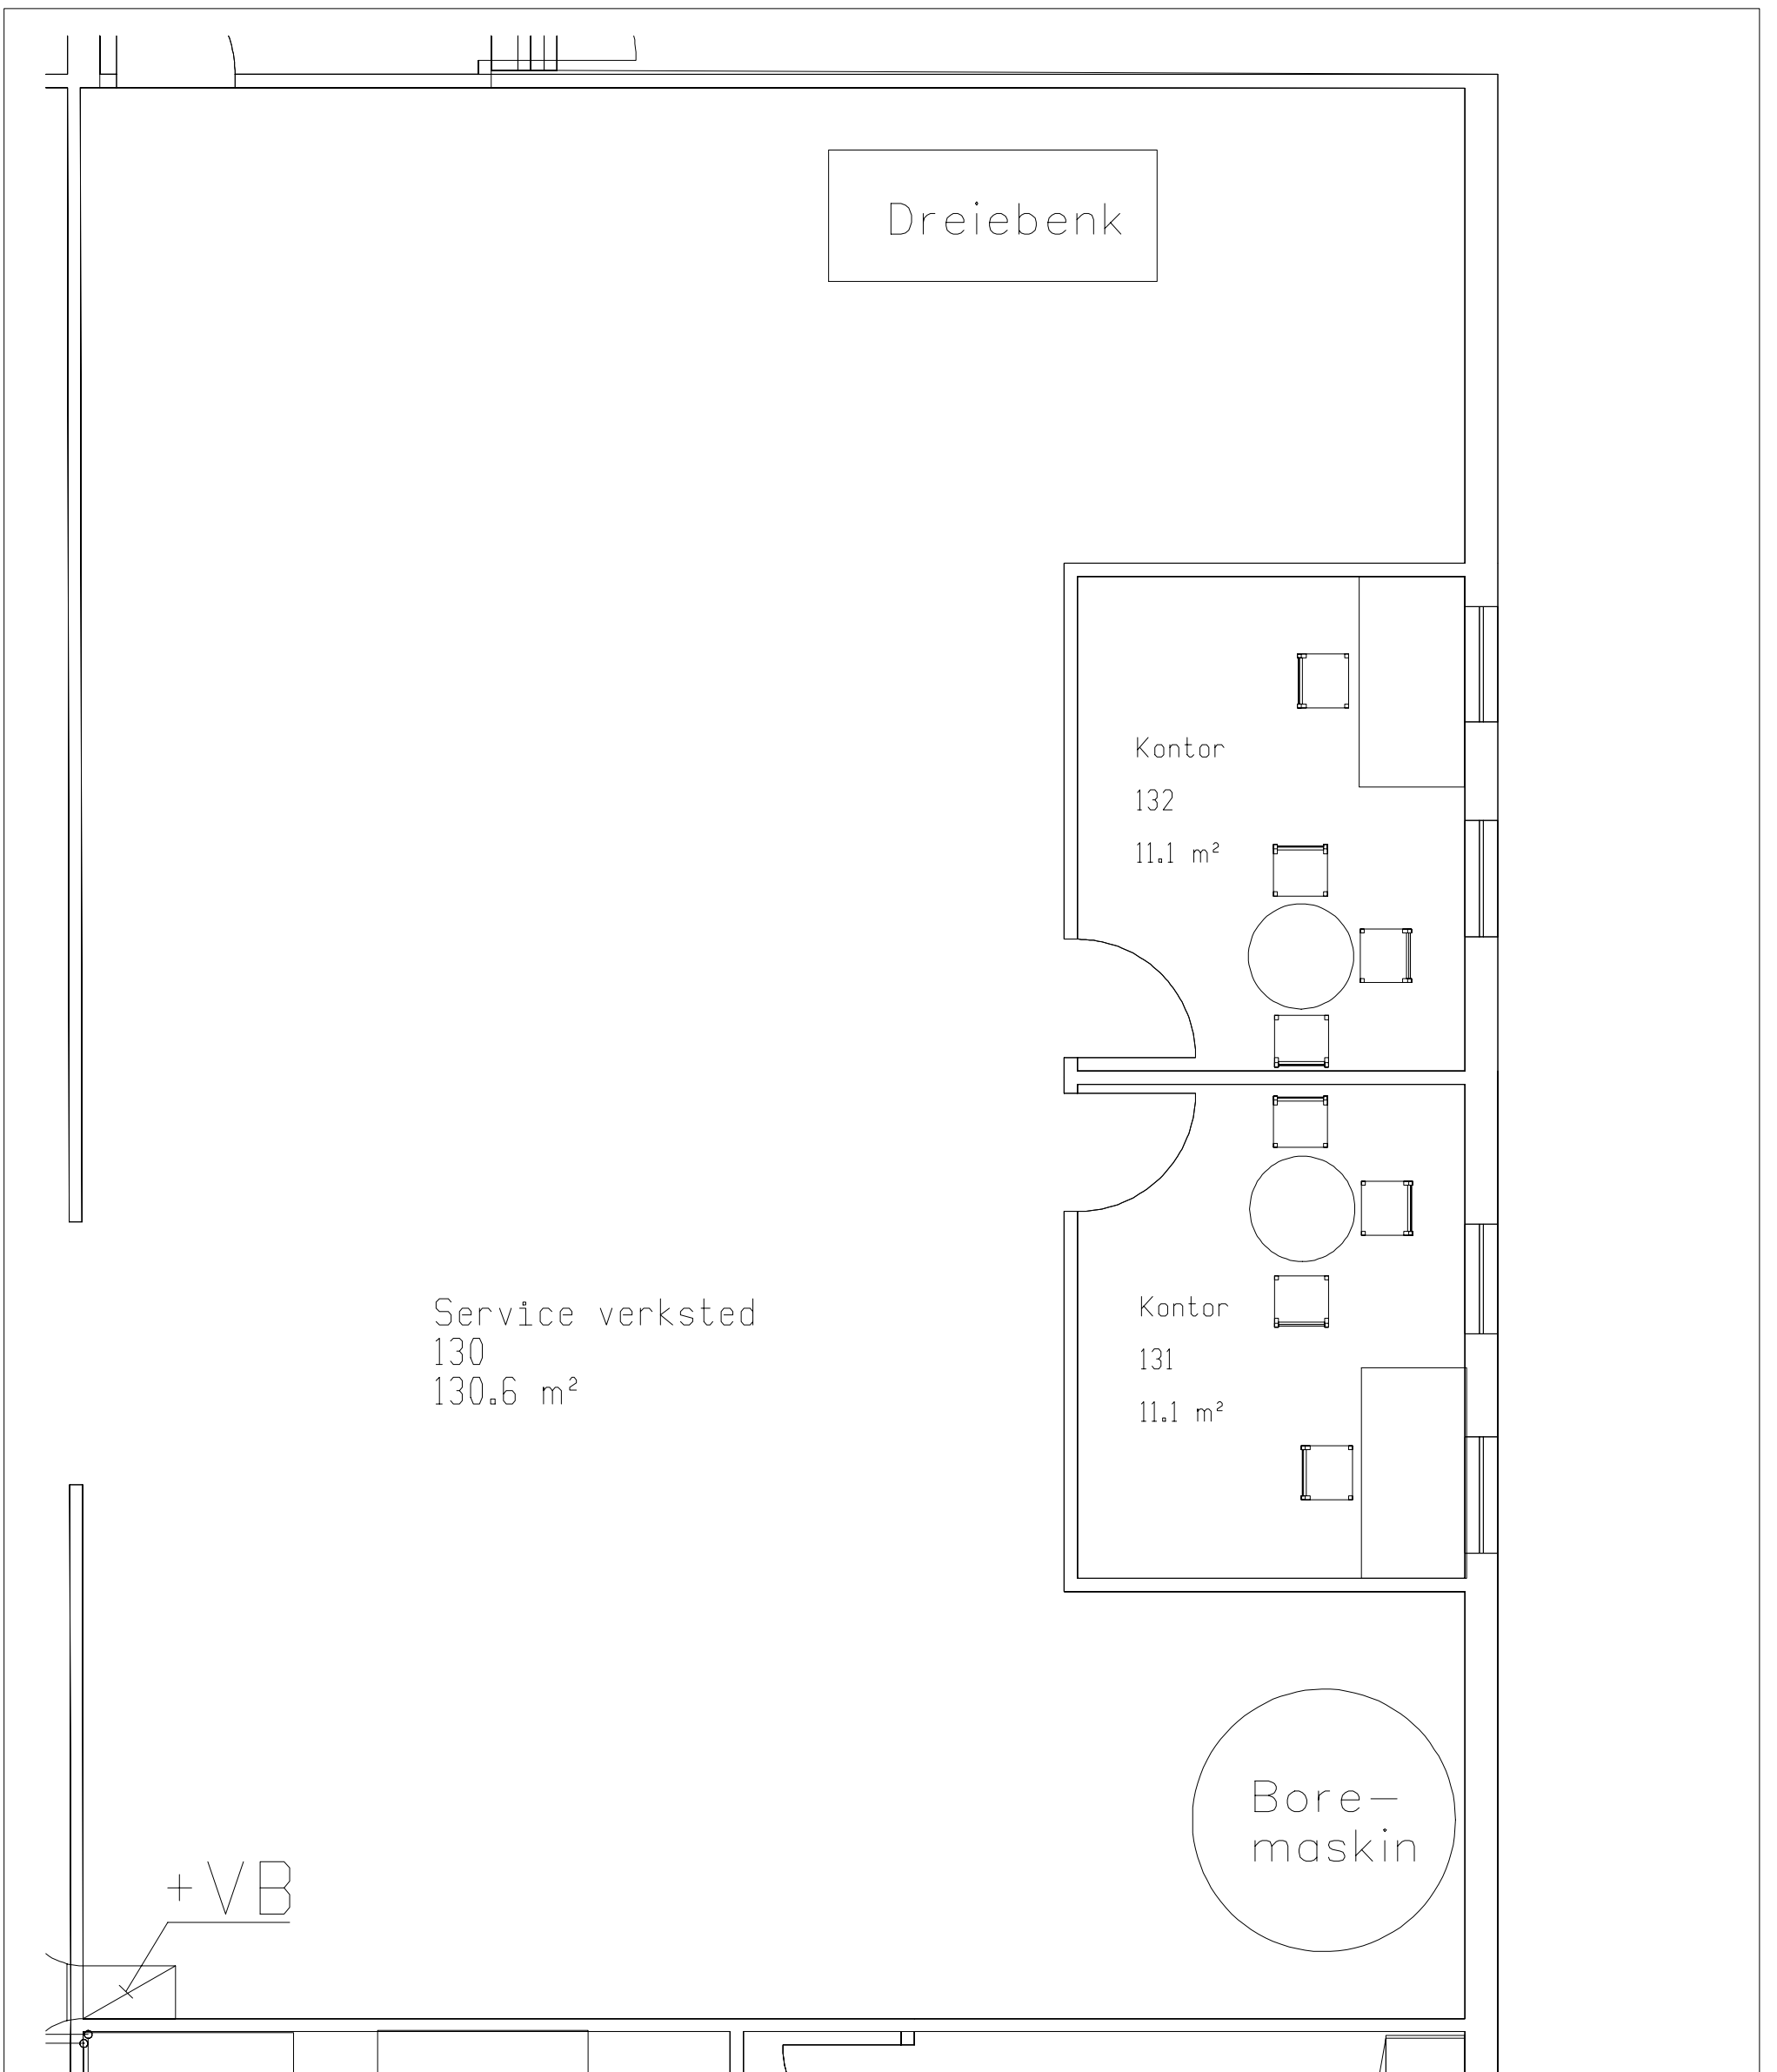 Dreiebenk
Kontor
132
11.1 m²
Service verksted
130
130.6 m²
Kontor
131
11.1 m²
Bore-
maskin
+VB